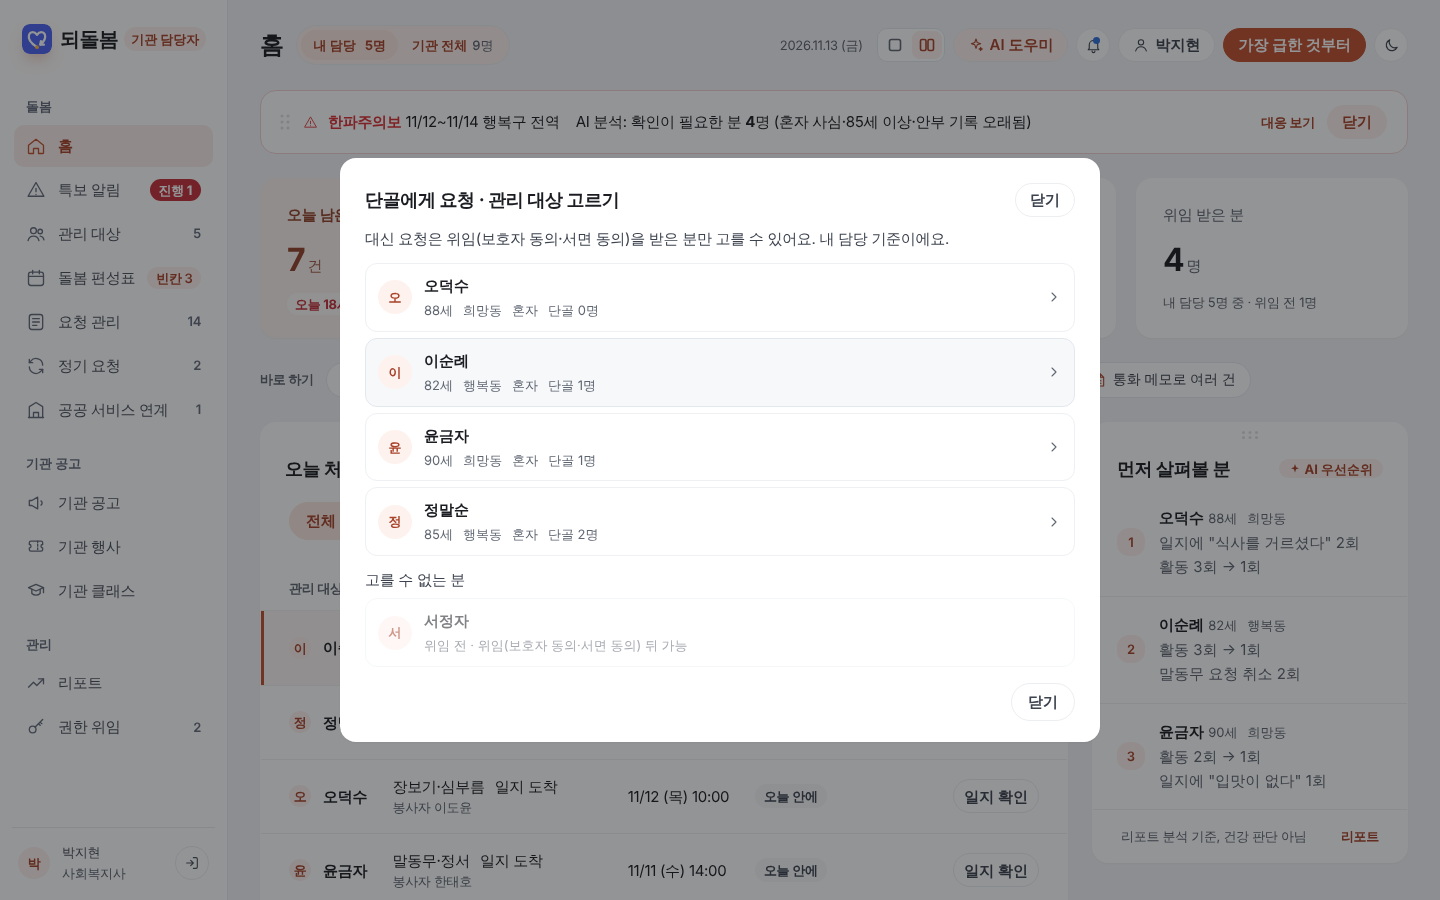 되돌봄 기관 담당자
돌봄
홈
특보 알림 진행 1
관리 대상 5
돌봄 편성표 빈칸 3
요청 관리 14
정기 요청 2
공공 서비스 연계 1
기관 공고
기관 공고
기관 행사
기관 클래스
관리
리포트
권한 위임 2
박 박지현
사회복지사
홈 내 담당 5명 기관 전체 9명
2026.11.13 (금) AI 도우미 박지현 가장 급한 것부터
한파주의보 11/12~11/14 행복구 전역 AI 분석: 확인이 필요한 분 4명 (혼자 사심·85세 이상·안부 기록 오래됨) 대응 보기 닫기
오늘 남은
7건
오늘 18시
위임 받은 분
4명
내 담당 5명 중 · 위임 전 1명
바로 하기
통화 메모로 여러 건
단골에게 요청 · 관리 대상 고르기 닫기
대신 요청은 위임(보호자 동의·서면 동의)을 받은 분만 고를 수 있어요. 내 담당 기준이에요.
오 오덕수
88세 희망동 혼자 단골 0명
이 이순례
82세 행복동 혼자 단골 1명
윤 윤금자
90세 희망동 혼자 단골 1명
정 정말순
85세 행복동 혼자 단골 2명
고를 수 없는 분
서 서정자
위임 전 · 위임(보호자 동의·서면 동의) 뒤 가능
닫기
오늘 처
전체
관리 대상
이 이
정 정
오 오덕수 장보기·심부름 일지 도착 11/12 (목) 10:00 오늘 안에 일지 확인
봉사자 이도윤
윤 윤금자 말동무·정서 일지 도착 11/11 (수) 14:00 오늘 안에 일지 확인
봉사자 한태호
먼저 살펴볼 분 AI 우선순위
1 오덕수 88세 희망동
일지에 "식사를 거르셨다" 2회
활동 3회 → 1회
2 이순례 82세 행복동
활동 3회 → 1회
말동무 요청 취소 2회
3 윤금자 90세 희망동
활동 2회 → 1회
일지에 "입맛이 없다" 1회
리포트 분석 기준, 건강 판단 아님 리포트